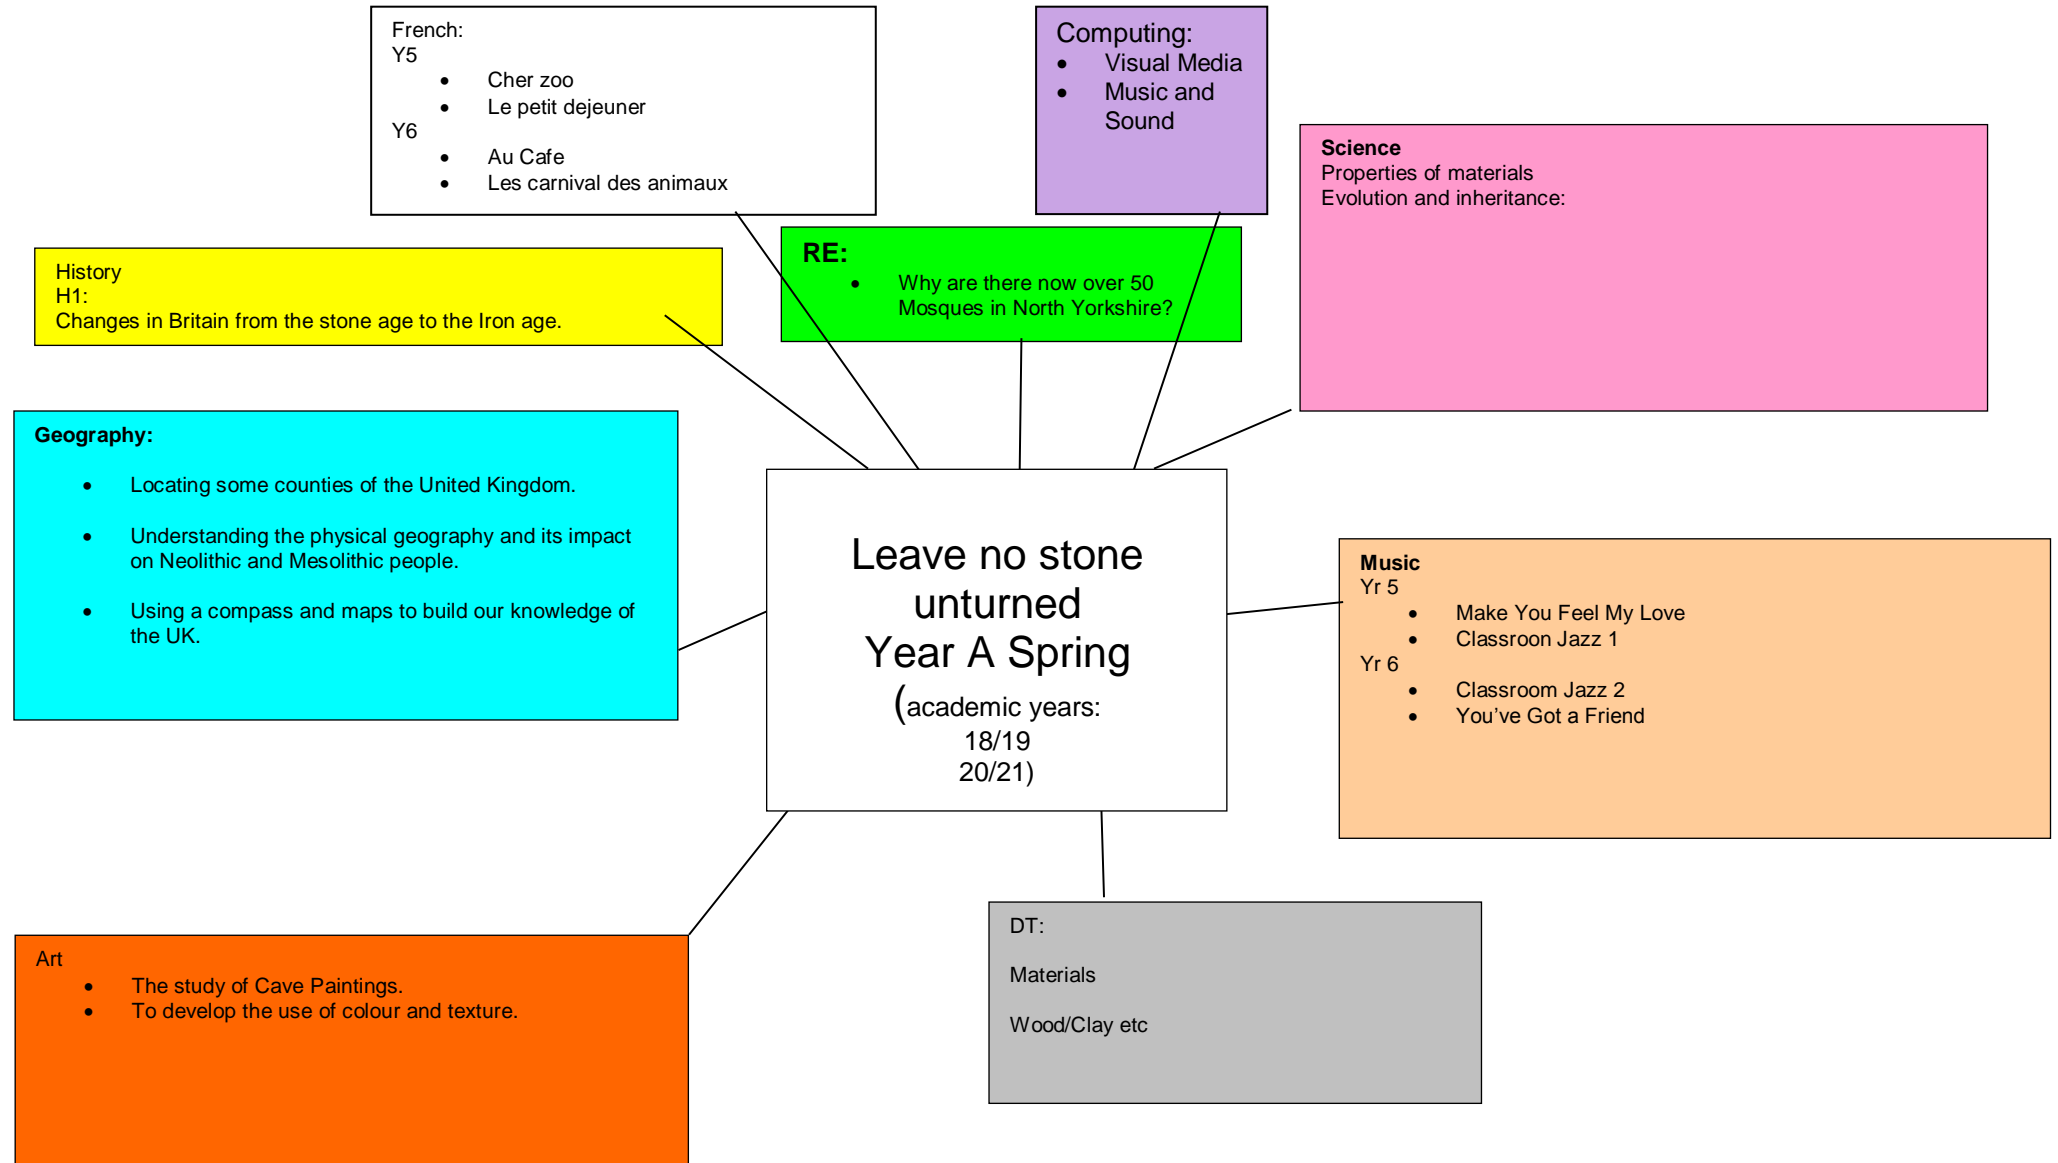 French:
Y5
• Cher zoo
• Le petit dejeuner
Y6
• Au Cafe
• Les carnival des animaux
Computing:
• Visual Media
• Music and
Sound
Science
Properties of materials
Evolution and inheritance:
RE:
• Why are there now over 50
Mosques in North Yorkshire?
History
H1:
Changes in Britain from the stone age to the Iron age.
Geography:
• Locating some counties of the United Kingdom.
• Understanding the physical geography and its impact
on Neolithic and Mesolithic people.
• Using a compass and maps to build our knowledge of
the UK.
Leave no stone
unturned
Year A Spring
(academic years:
18/19
20/21)
Music
Yr 5
• Make You Feel My Love
• Classroon Jazz 1
Yr 6
• Classroom Jazz 2
• You’ve Got a Friend
Art
• The study of Cave Paintings.
• To develop the use of colour and texture.
DT:
Materials
Wood/Clay etc